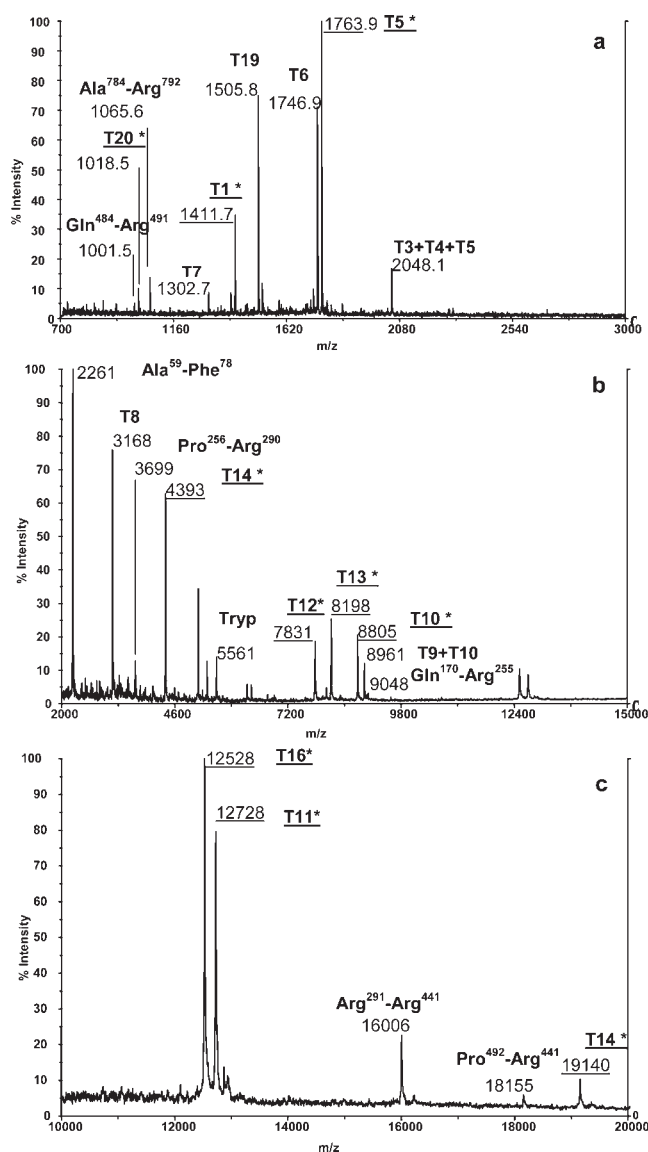 a
1763.9 T5 *
T19
1505.8
T6
1746.9
Ala784-Arg792
1065.6
T20 *
1018.5
Gln484-Arg491
1001.5
T1 *
1411.7
T7
1302.7
T3+T4+T5
2048.1
% Intensity
100
90
80
70
60
50
40
30
20
10
0
700 1160 1620 2080 2540 3000
m/z
b
2261 Ala59-Phe78
T8
3168
Pro256-Arg290
3699
T14 *
4393
Tryp
5561
T12*
7831
T13 *
8198
T10 *
8805
8961 T9+T10
9048 Gln170-Arg255
% Intensity
100
90
80
70
60
50
40
30
20
10
0
2000 4600 7200 9800 12400 15000
m/z
c
12528 T16*
12728 T11*
Arg291-Arg441
16006
Pro492-Arg441
18155
T14 *
19140
% Intensity
100
90
80
70
60
50
40
30
20
10
0
10000 12000 14000 16000 18000 20000
m/z